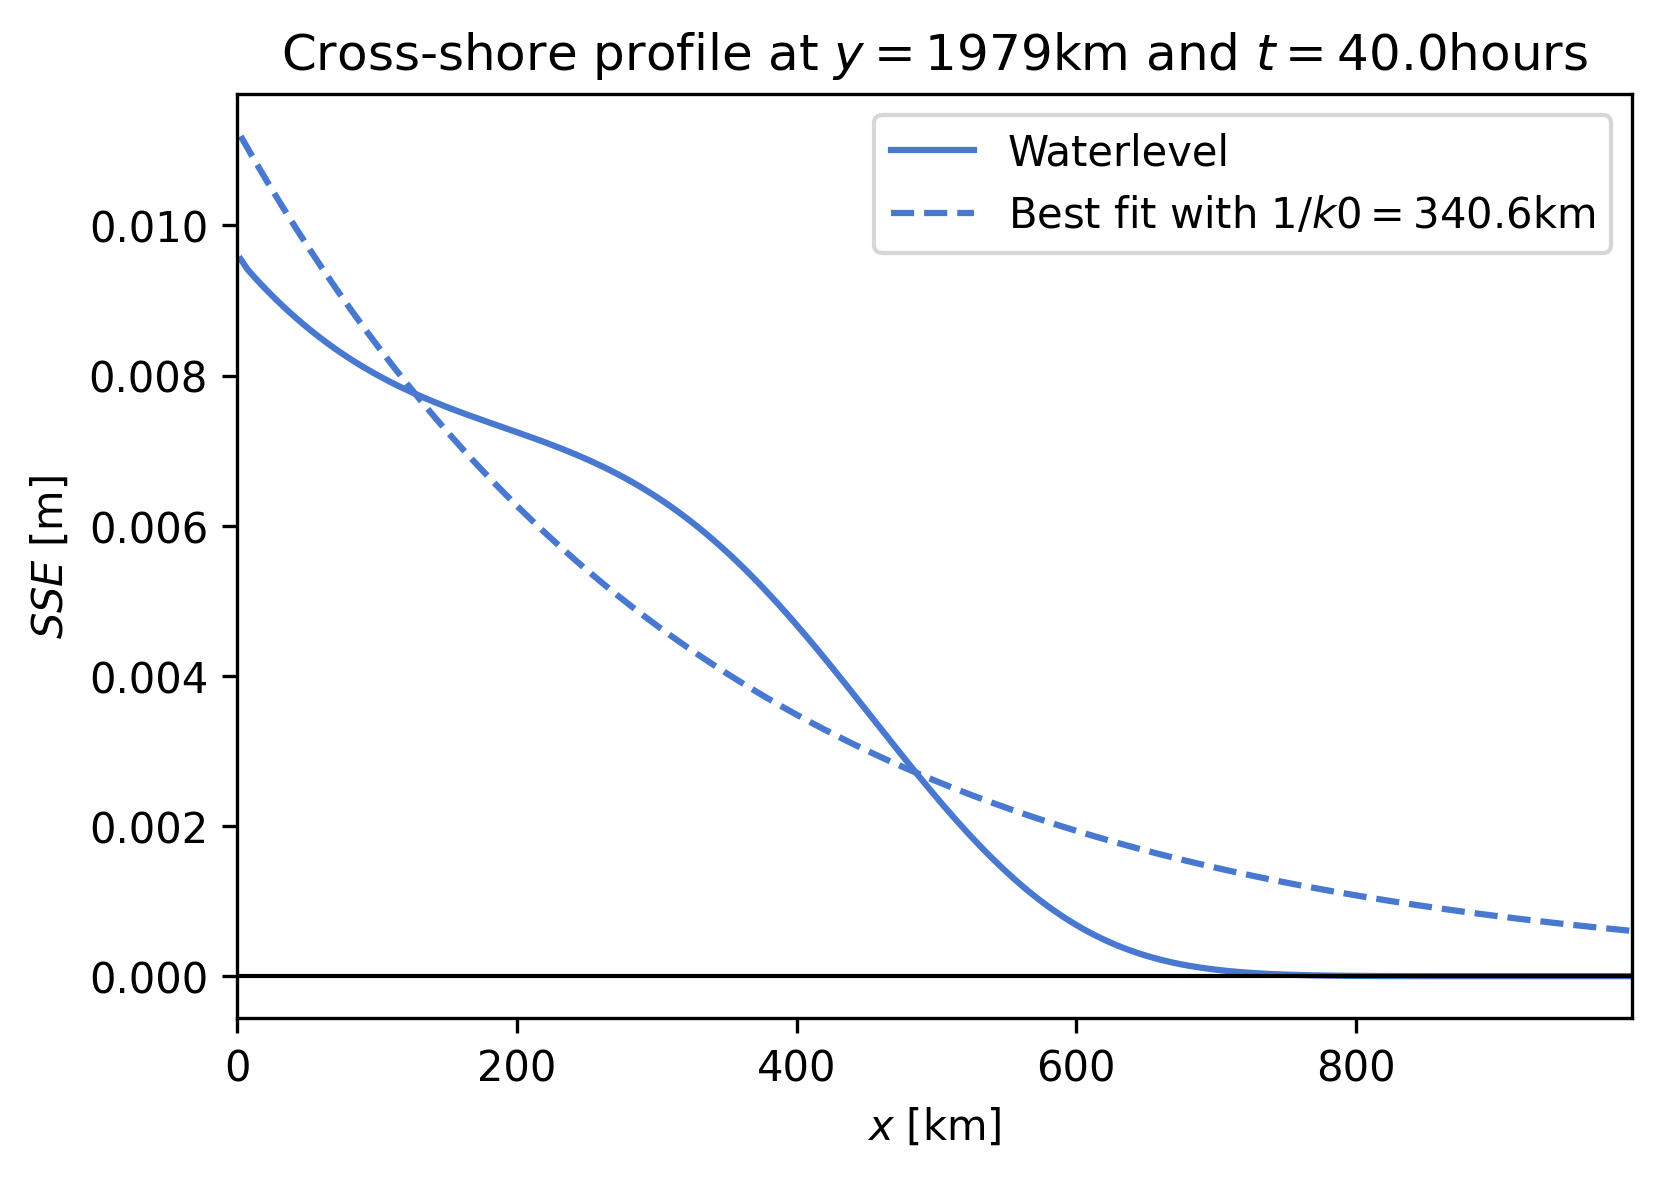 Cross-shore profile at y = 1979km and t = 40.0hours
Waterlevel
Best fit with 1/k0 = 340.6km
0.010
0.008
0.006
0.004
0.002
0.000
SSE [m]
0 200 400 600 800
x [km]